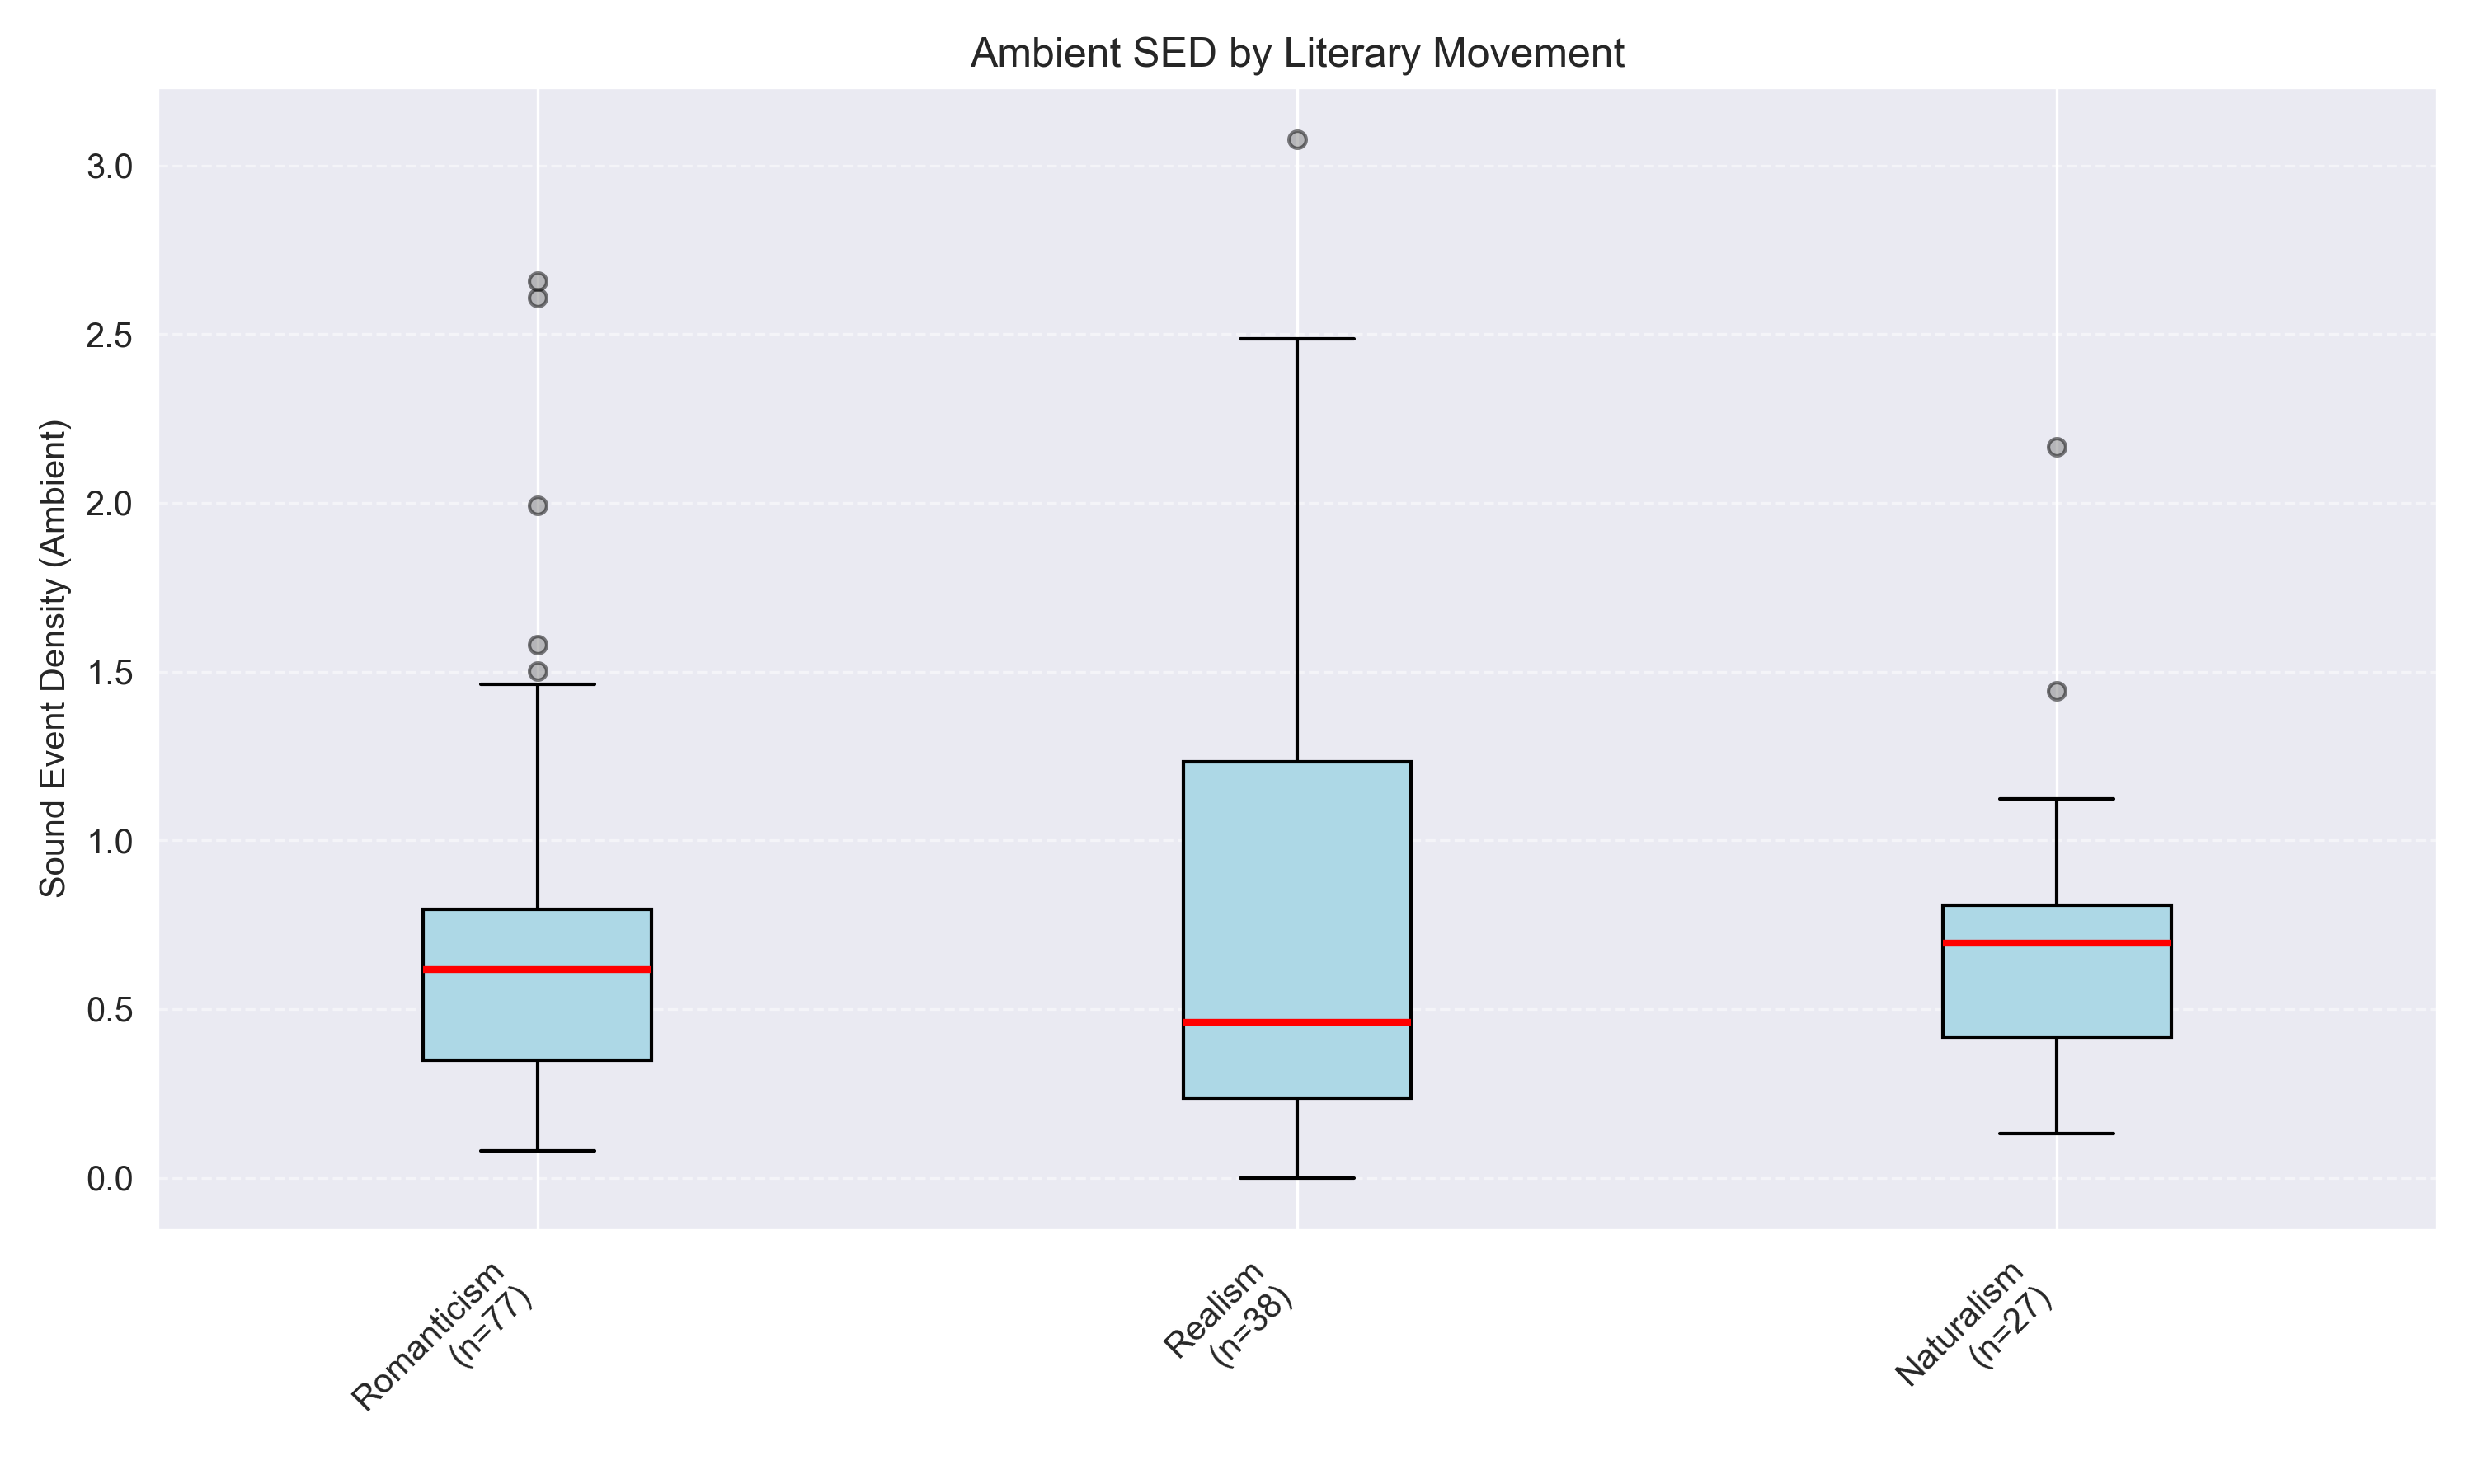 Ambient SED by Literary Movement
Sound Event Density (Ambient)
3.0
2.5
2.0
1.5
1.0
0.5
0.0
Romanticism
(n=77)
Realism
(n=38)
Naturalism
(n=27)